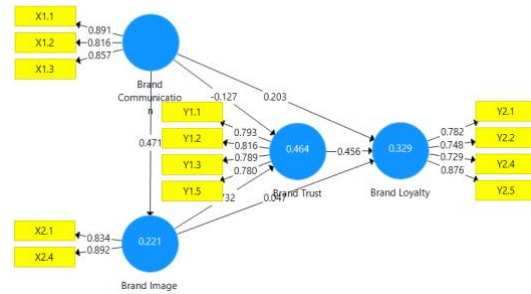 X1.1
X1.2
X1.3
0.891
0.816
0.857
Brand
Communicatio
n
-0.127
0.203
0.471
Y1.1
Y1.2
Y1.3
Y1.5
0.793
0.816
0.789
0.780
0.464
Brand Trust
0.456
0.329
Brand Loyalty
0.782
0.748
0.729
0.876
Y2.1
Y2.2
Y2.4
Y2.5
732
0.047
X2.1
X2.4
0.834
0.892
0.221
Brand Image